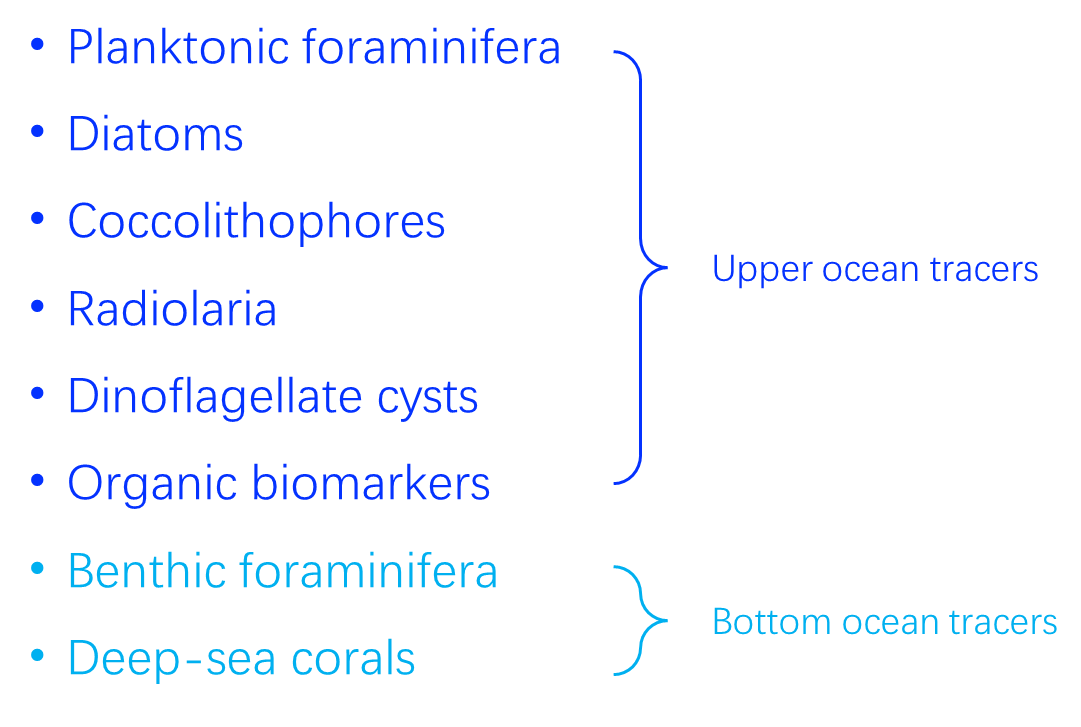 • Planktonic foraminifera
• Diatoms
• Coccolithophores
• Radiolaria
• Dinoflagellate cysts
• Organic biomarkers
Upper ocean tracers
• Benthic foraminifera
• Deep-sea corals
Bottom ocean tracers